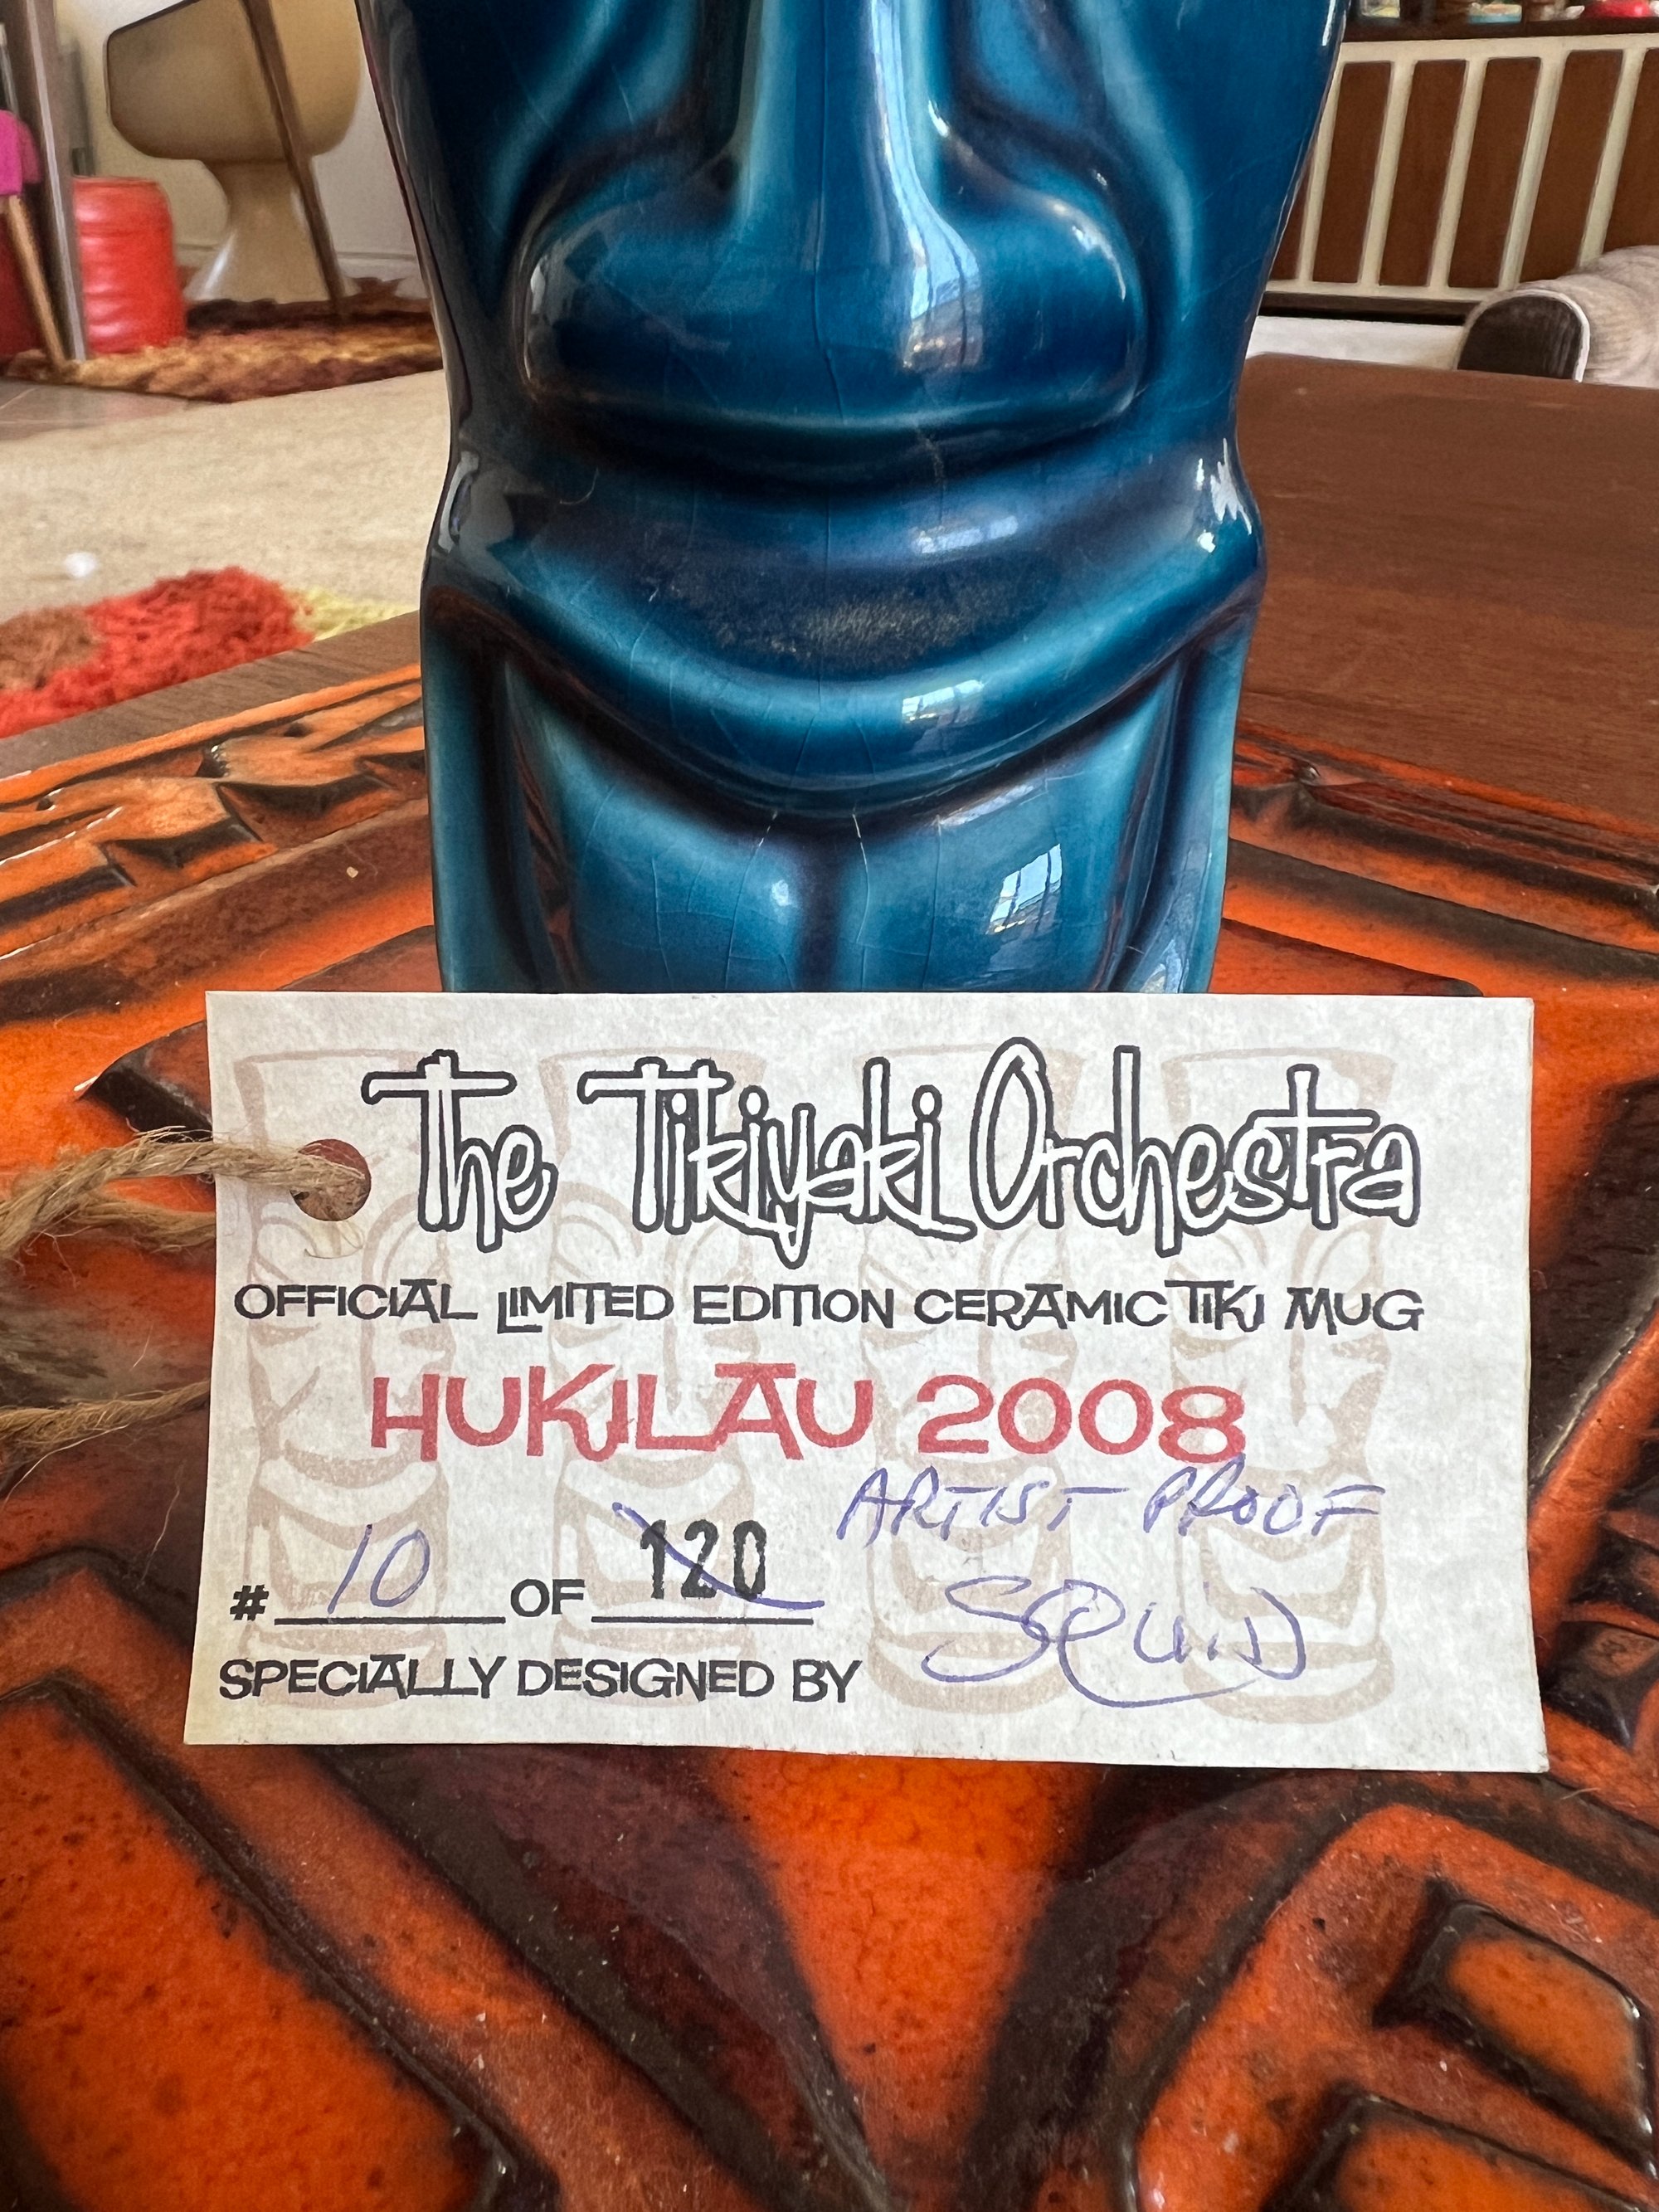 The Tikiyaki Orchestra
OFFICIAL LIMITED EDITION CERAMIC TIKI MUG
HUKILAU 2008
ARTIST PROOF
# 10 OF 120
SPECIALLY DESIGNED BY SQUID